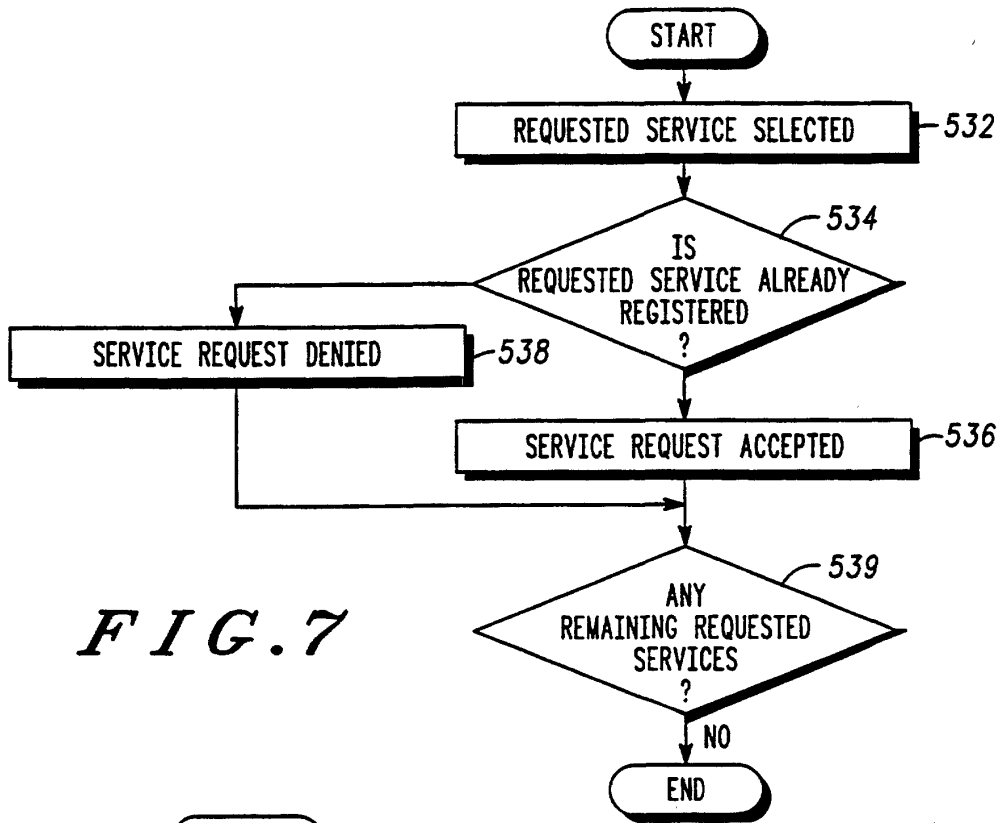 START
REQUESTED SERVICE SELECTED
532
534
IS
REQUESTED SERVICE ALREADY
REGISTERED
?
SERVICE REQUEST DENIED
538
SERVICE REQUEST ACCEPTED
536
539
ANY
REMAINING REQUESTED
SERVICES
?
FIG. 7
NO
END